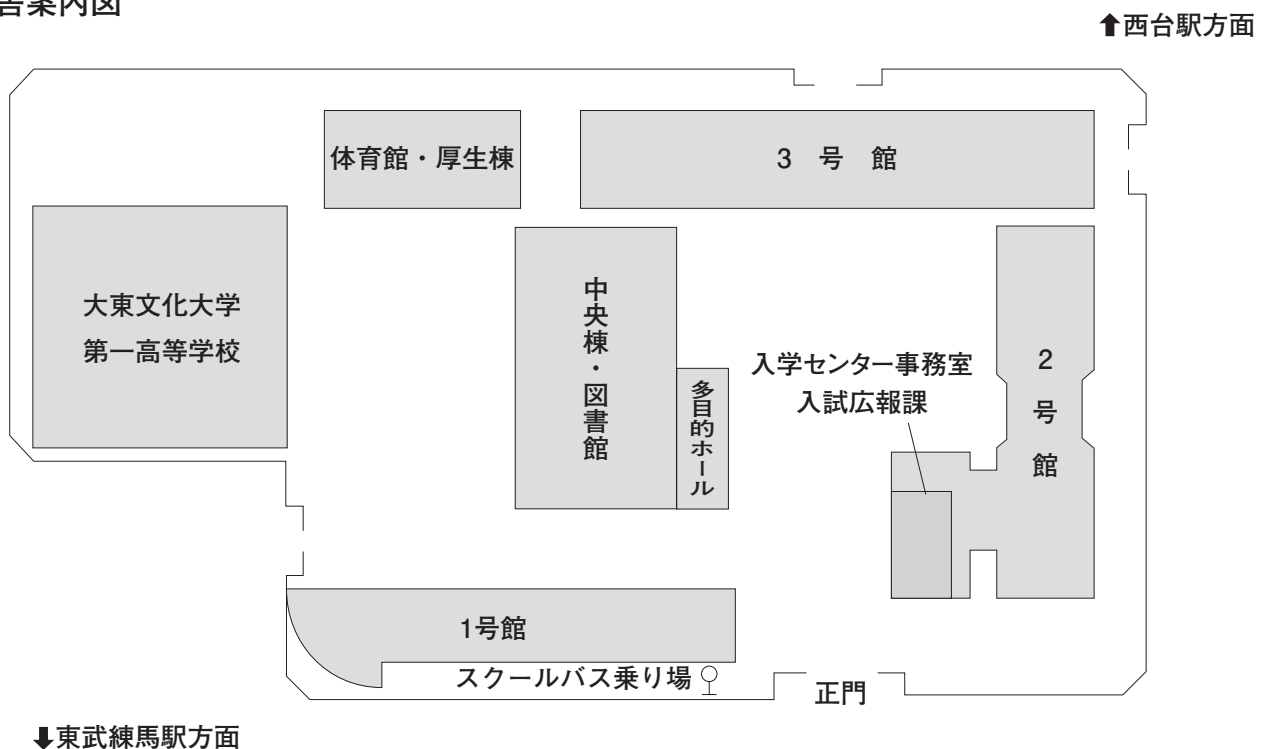 案内図
⬆西台駅方面
体育館・厚生棟
3 号 館
大東文化大学
第一高等学校
中央棟・図書館
多目的ホール
入学センター事務室
入試広報課
2号館
1号館
スクールバス乗り場
正門
⬇東武練馬駅方面